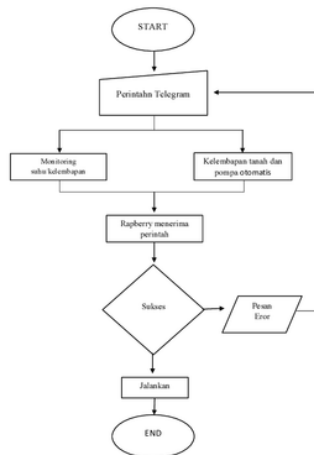 START
Perintahn Telegram
Monitoring
suhu kelembapan
Kelembapan tanah dan
pompa otomatis
Rapberry menerima
perintah
Sukses
Pesan
Eror
Jalankan
END